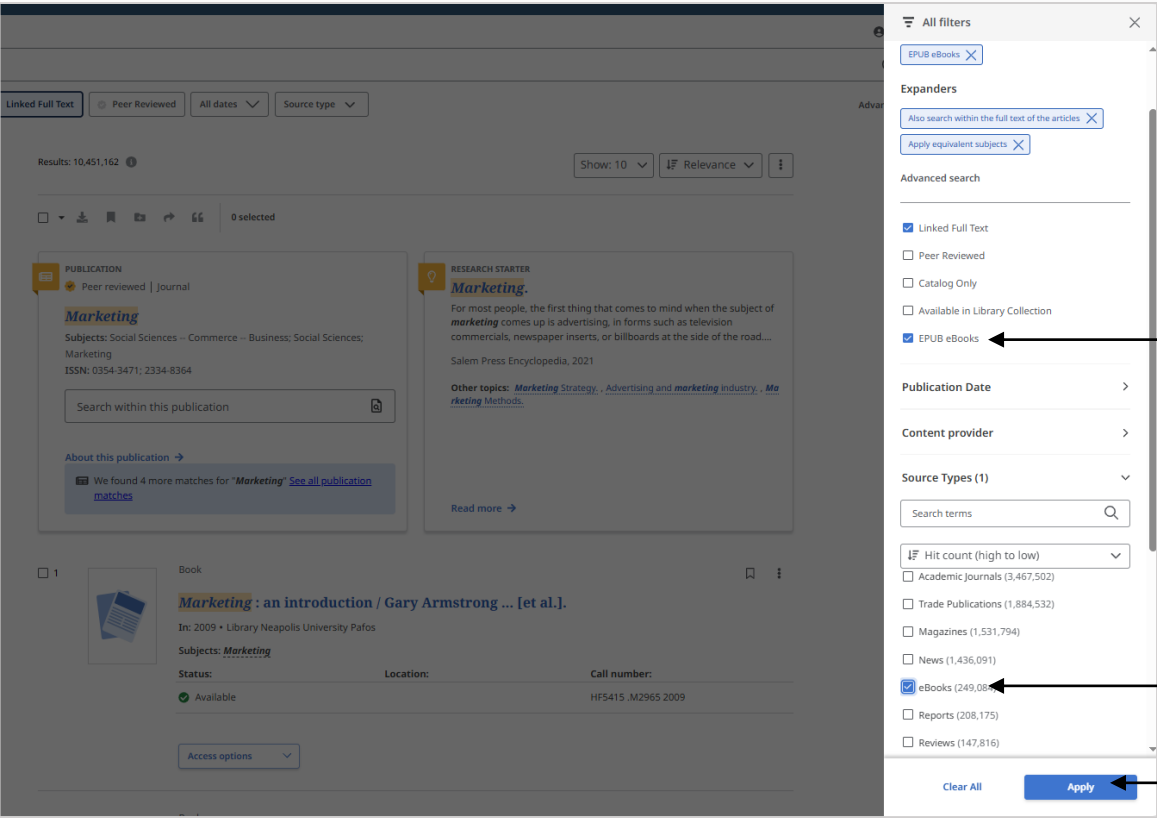 All filters
EPUB eBooks
Expanders
Linked Full Text
Peer Reviewed
All dates
Source type
Advan
Also search within the full text of the articles
Apply equivalent subjects
Results: 10,451,162
Show: 10
Relevance
Advanced search
0 selected
Linked Full Text
Peer Reviewed
Catalog Only
Available in Library Collection
EPUB eBooks
PUBLICATION
Peer reviewed | Journal
Marketing
Subjects: Social Sciences -- Commerce -- Business; Social Sciences;
Marketing
ISSN: 0354-3471; 2334-8364
Search within this publication
About this publication
We found 4 more matches for "Marketing" See all publication
matches
RESEARCH STARTER
Marketing.
For most people, the first thing that comes to mind when the subject of
marketing comes up is advertising, in forms such as television
commercials, newspaper inserts, or billboards at the side of the road....
Salem Press Encyclopedia, 2021
Other topics: Marketing Strategy. , Advertising and marketing industry. , Ma
rketing Methods.
Read more
Publication Date
Content provider
Source Types (1)
Search terms
Hit count (high to low)
Academic Journals (3,467,502)
Trade Publications (1,884,532)
Magazines (1,531,794)
News (1,436,091)
eBooks (249,084
Reports (208,175)
Reviews (147,816)
1
Book
Marketing : an introduction / Gary Armstrong ... [et al.].
In: 2009 • Library Neapolis University Pafos
Subjects: Marketing
Status: Location: Call number:
Available HF5415 .M2965 2009
Access options
Clear All
Apply